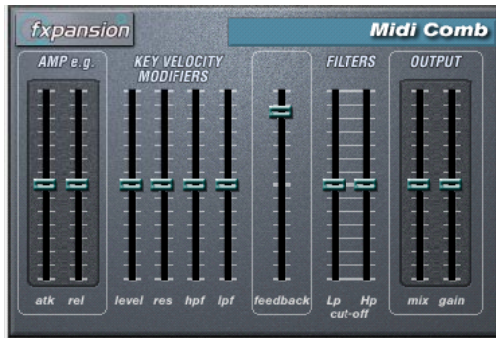 fxpansion
Midi Comb
AMP e.g.
KEY VELOCITY
MODIFIERS
FILTERS
OUTPUT
atk rel level res hpf lpf feedback Lp Hp mix gain
cut-off